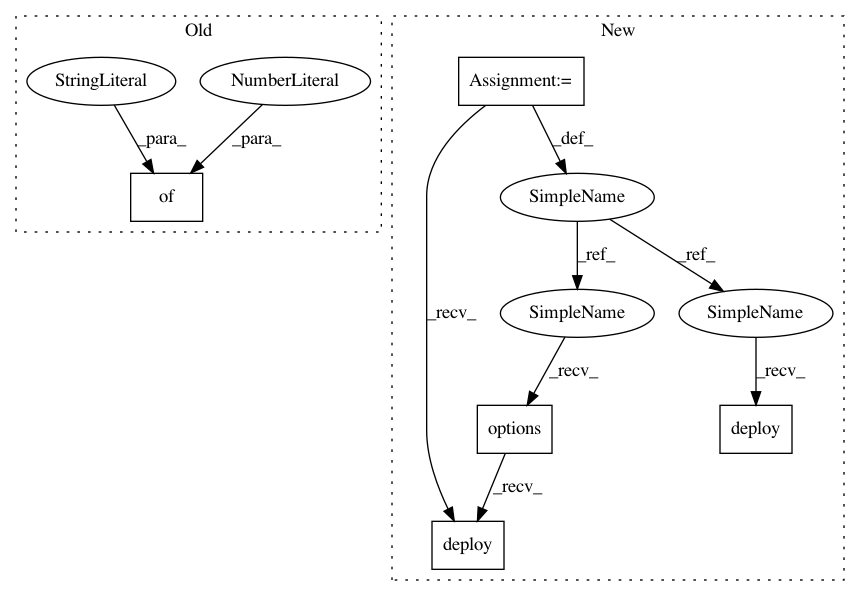 Old
New
StringLiteral
NumberLiteral
Assignment:=
_para_
_para_
_def_
of
SimpleName
_ref_
_ref_
_recv_
SimpleName
SimpleName
_recv_
_recv_
options
deploy
_recv_
deploy